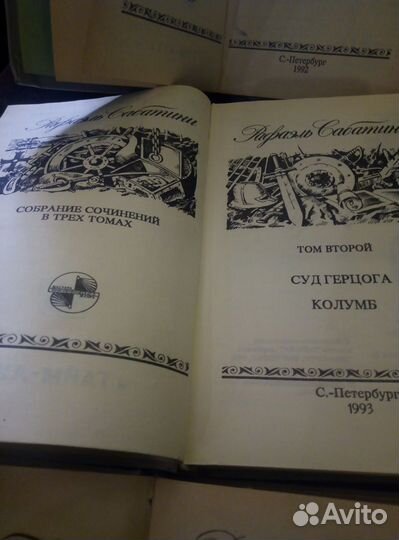 С.-Петербург
1992
Рафаэль Сабатини
СОБРАНИЕ СОЧИНЕНИЙ
В ТРЕХ ТОМАХ
Рафаэль Сабатини
ТОМ ВТОРОЙ
СУД ГЕРЦОГА
КОЛУМБ
С.-Петербург
1993
Avito